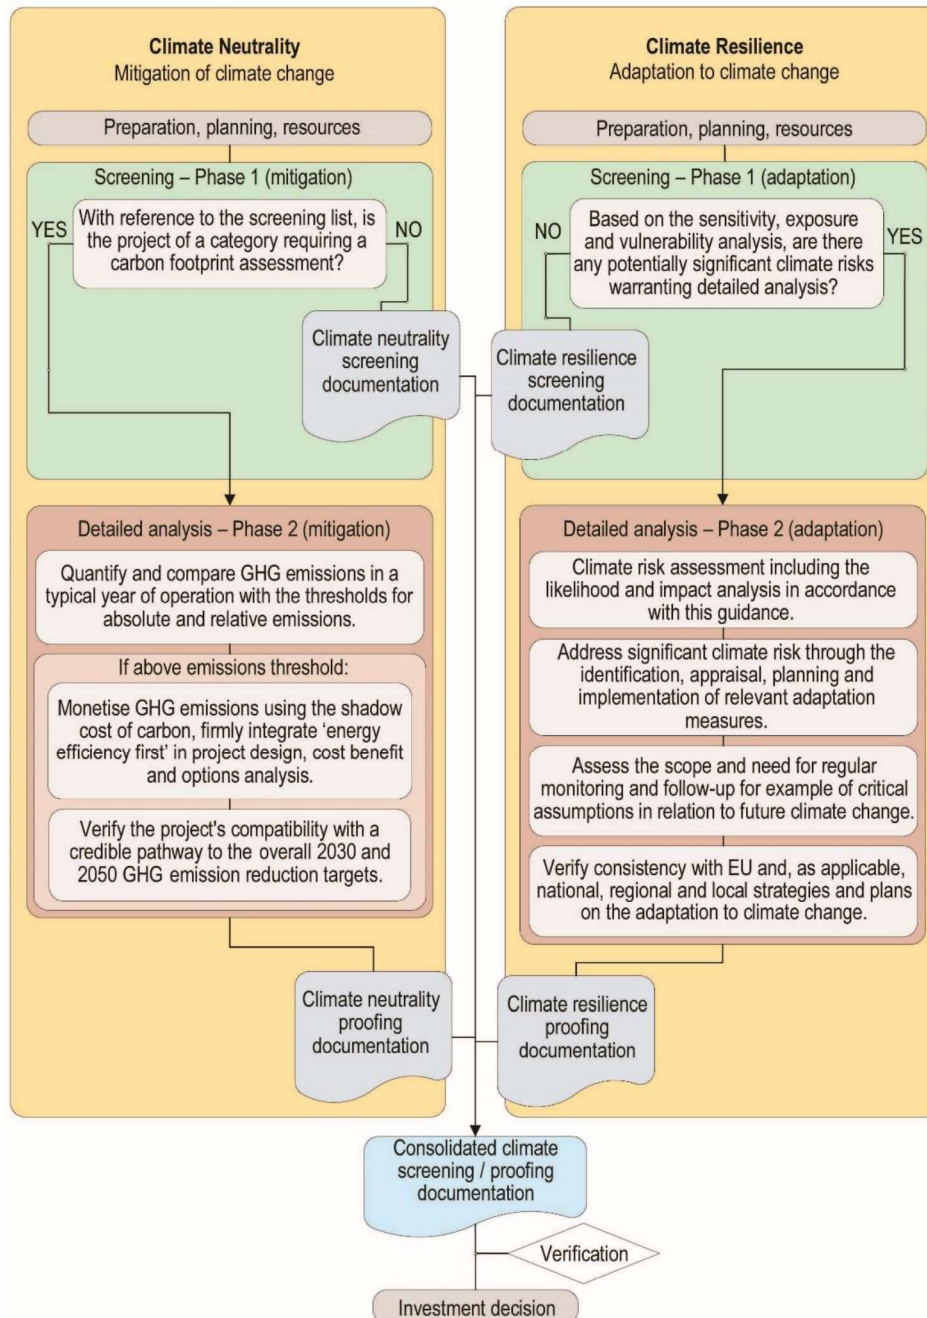 Climate Neutrality
Mitigation of climate change
Preparation, planning, resources
Screening – Phase 1 (mitigation)
YES
With reference to the screening list, is
the project of a category requiring a
carbon footprint assessment?
NO
Climate neutrality
screening
documentation
Detailed analysis – Phase 2 (mitigation)
Quantify and compare GHG emissions in a
typical year of operation with the thresholds for
absolute and relative emissions.
If above emissions threshold:
Monetise GHG emissions using the shadow
cost of carbon, firmly integrate ‘energy
efficiency first’ in project design, cost benefit
and options analysis.
Verify the project's compatibility with a
credible pathway to the overall 2030 and
2050 GHG emission reduction targets.
Climate neutrality
proofing
documentation
Climate Resilience
Adaptation to climate change
Preparation, planning, resources
Screening – Phase 1 (adaptation)
NO
Based on the sensitivity, exposure
and vulnerability analysis, are there
any potentially significant climate risks
warranting detailed analysis?
YES
Climate resilience
screening
documentation
Detailed analysis – Phase 2 (adaptation)
Climate risk assessment including the
likelihood and impact analysis in accordance
with this guidance.
Address significant climate risk through the
identification, appraisal, planning and
implementation of relevant adaptation
measures.
Assess the scope and need for regular
monitoring and follow-up for example of critical
assumptions in relation to future climate change.
Verify consistency with EU and, as applicable,
national, regional and local strategies and plans
on the adaptation to climate change.
Climate resilience
proofing
documentation
Consolidated climate
screening / proofing
documentation
Verification
Investment decision